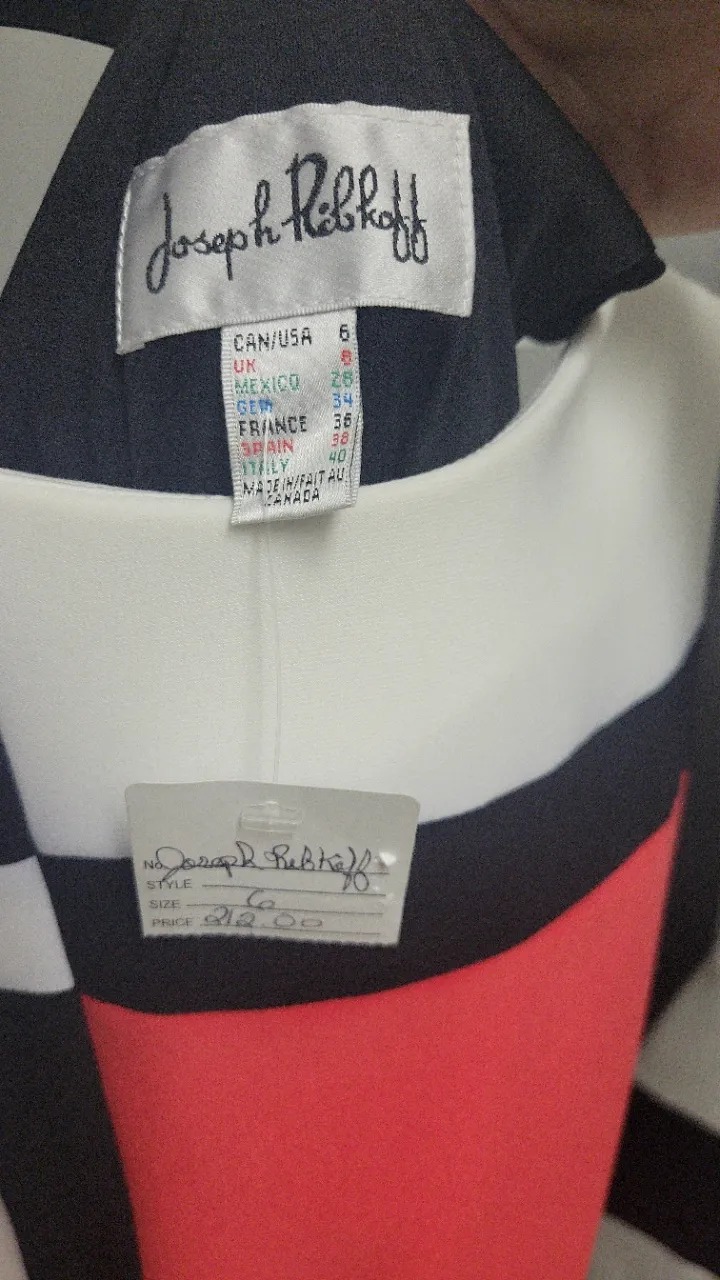 Joseph Ribkoff
CAN/USA 6
UK 8
MEXICO 28
GER 34
FRANCE 36
SPAIN 38
ITALY 40
MADE IN/FAIT AU
CANADA
NO. Joseph Ribkoff
STYLE
SIZE 6
PRICE 212.00